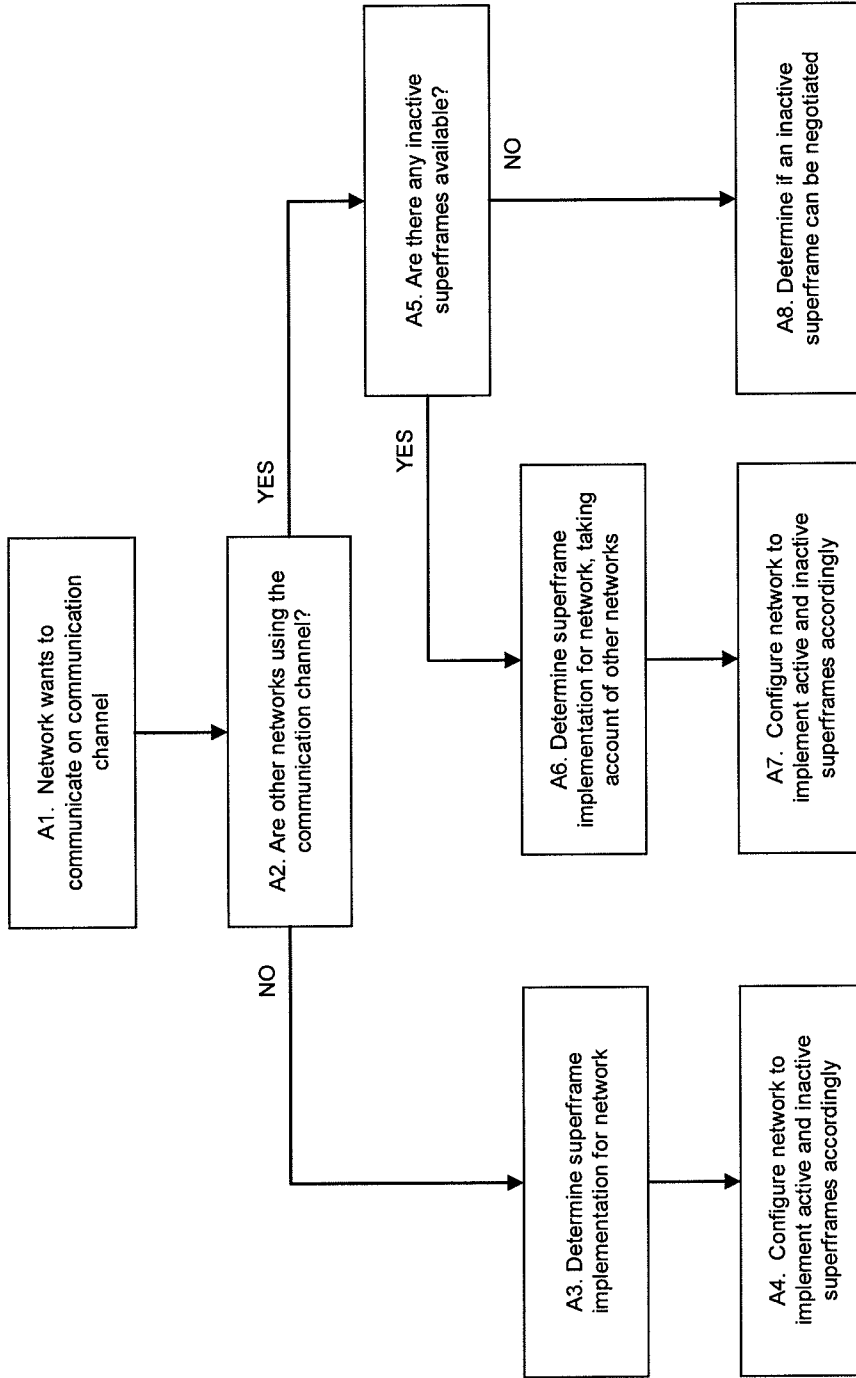 A1. Network wants to
communicate on communication
channel
A2. Are other networks using the
communication channel?
NO
YES
A3. Determine superframe
implementation for network
A4. Configure network to
implement active and inactive
superframes accordingly
A5. Are there any inactive
superframes available?
YES
NO
A6. Determine superframe
implementation for network, taking
account of other networks
A7. Configure network to
implement active and inactive
superframes accordingly
A8. Determine if an inactive
superframe can be negotiated